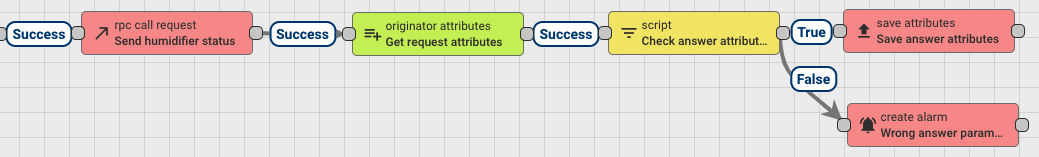 Success
rpc call request
Send humidifier status
Success
originator attributes
Get request attributes
Success
script
Check answer attribut...
True
save attributes
Save answer attributes
False
create alarm
Wrong answer param...